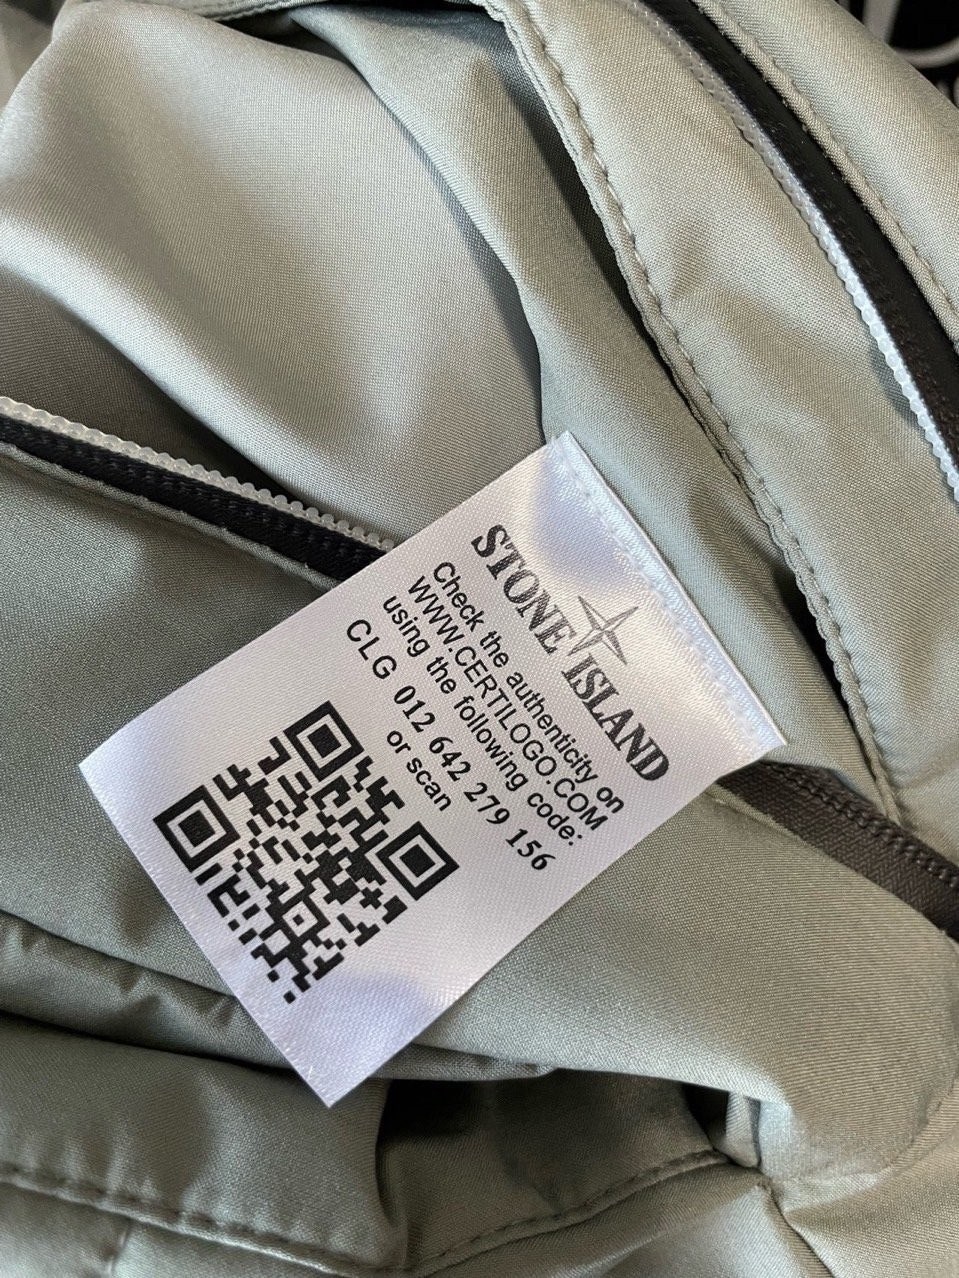 STONE ISLAND
Check the authenticity on
WWW.CERTILOGO.COM
using the following code:
CLG 012 642 279 156
or scan